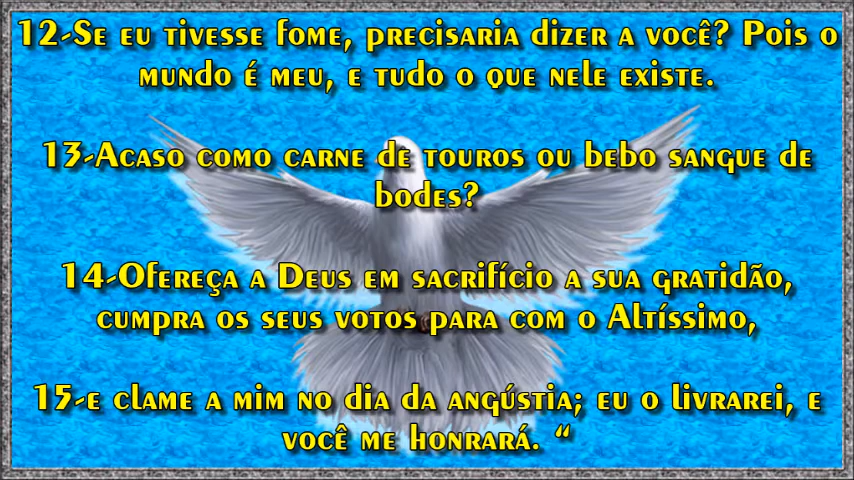 12-Se eu tivesse fome, precisaria dizer a você? Pois o
mundo é meu, e tudo o que nele existe.
13-Acaso como carne de touros ou bebo sangue de
bodes?
14-Ofereça a Deus em sacrifício a sua gratidão,
cumpra os seus votos para com o Altíssimo,
15-e clame a mim no dia da angústia; eu o livrarei, e
você me honrará. “